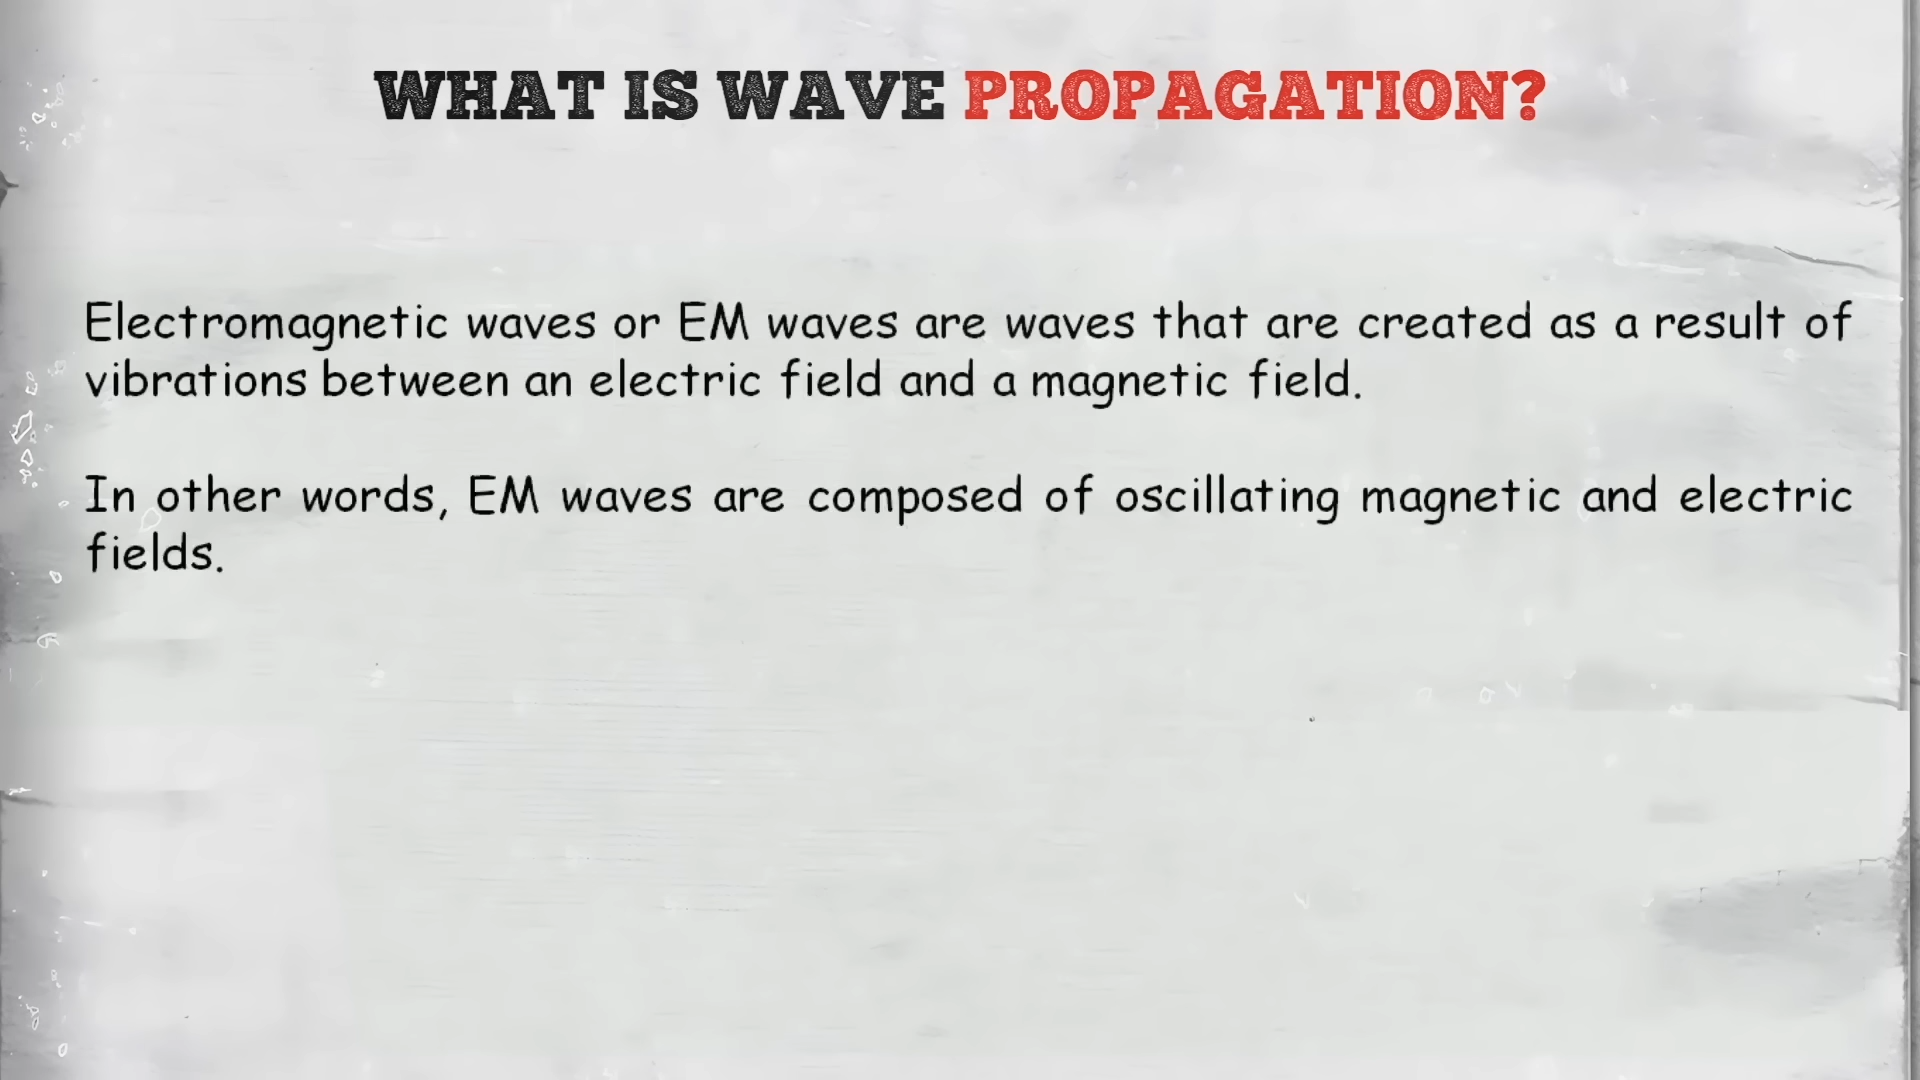 WHAT IS WAVE PROPAGATION?
Electromagnetic waves or EM waves are waves that are created as a result of
vibrations between an electric field and a magnetic field.
In other words, EM waves are composed of oscillating magnetic and electric
fields.